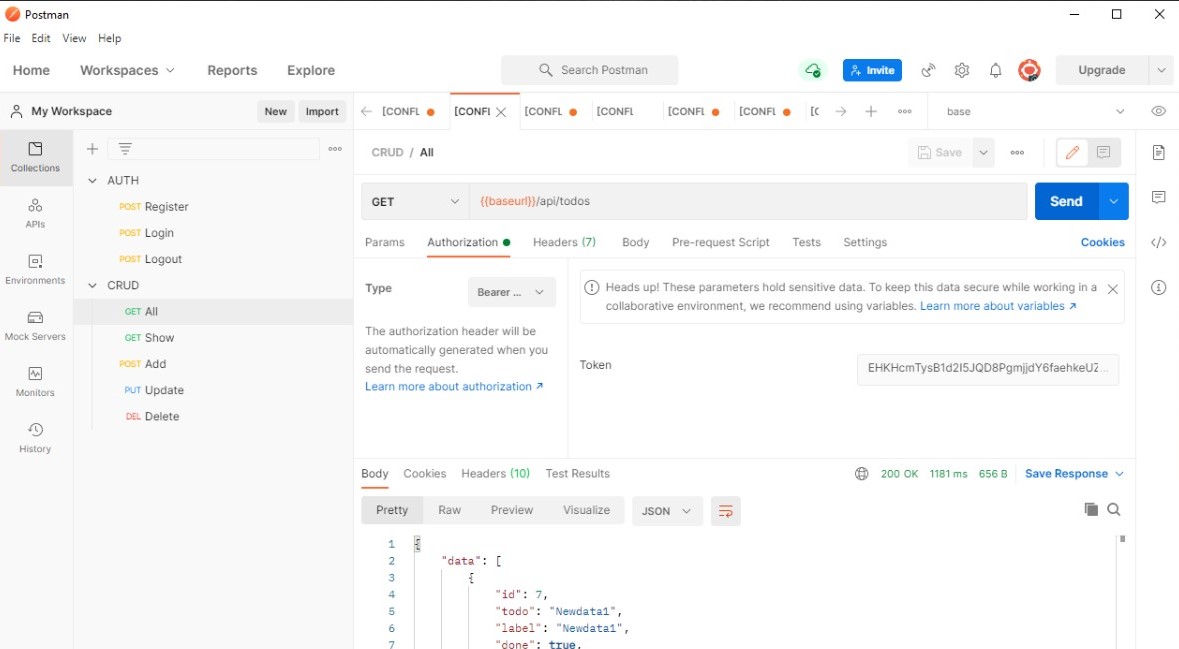 Postman
File Edit View Help
Home Workspaces Reports Explore Search Postman Invite Upgrade
My Workspace New Import
[CONFL [CONFL [CONFL [CONFL [CONFL [CONFL [C base
Collections
APIs
Environments
Mock Servers
Monitors
History
AUTH
POST Register
POST Login
POST Logout
CRUD
GET All
GET Show
POST Add
PUT Update
DEL Delete
CRUD / All Save
GET {{baseurl}}/api/todos Send
Params Authorization Headers (7) Body Pre-request Script Tests Settings Cookies
Type Bearer ...
The authorization header will be
automatically generated when you
send the request.
Learn more about authorization ↗
Heads up! These parameters hold sensitive data. To keep this data secure while working in a
collaborative environment, we recommend using variables. Learn more about variables ↗
Token EHKHcmTysB1d2I5JQD8PgmjjdY6faehkeUZ...
Body Cookies Headers (10) Test Results 200 OK 1181 ms 656 B Save Response
Pretty Raw Preview Visualize JSON
1 {
2 "data": [
3 {
4 "id": 7,
5 "todo": "Newdata1",
6 "label": "Newdata1",
7 "done": true,